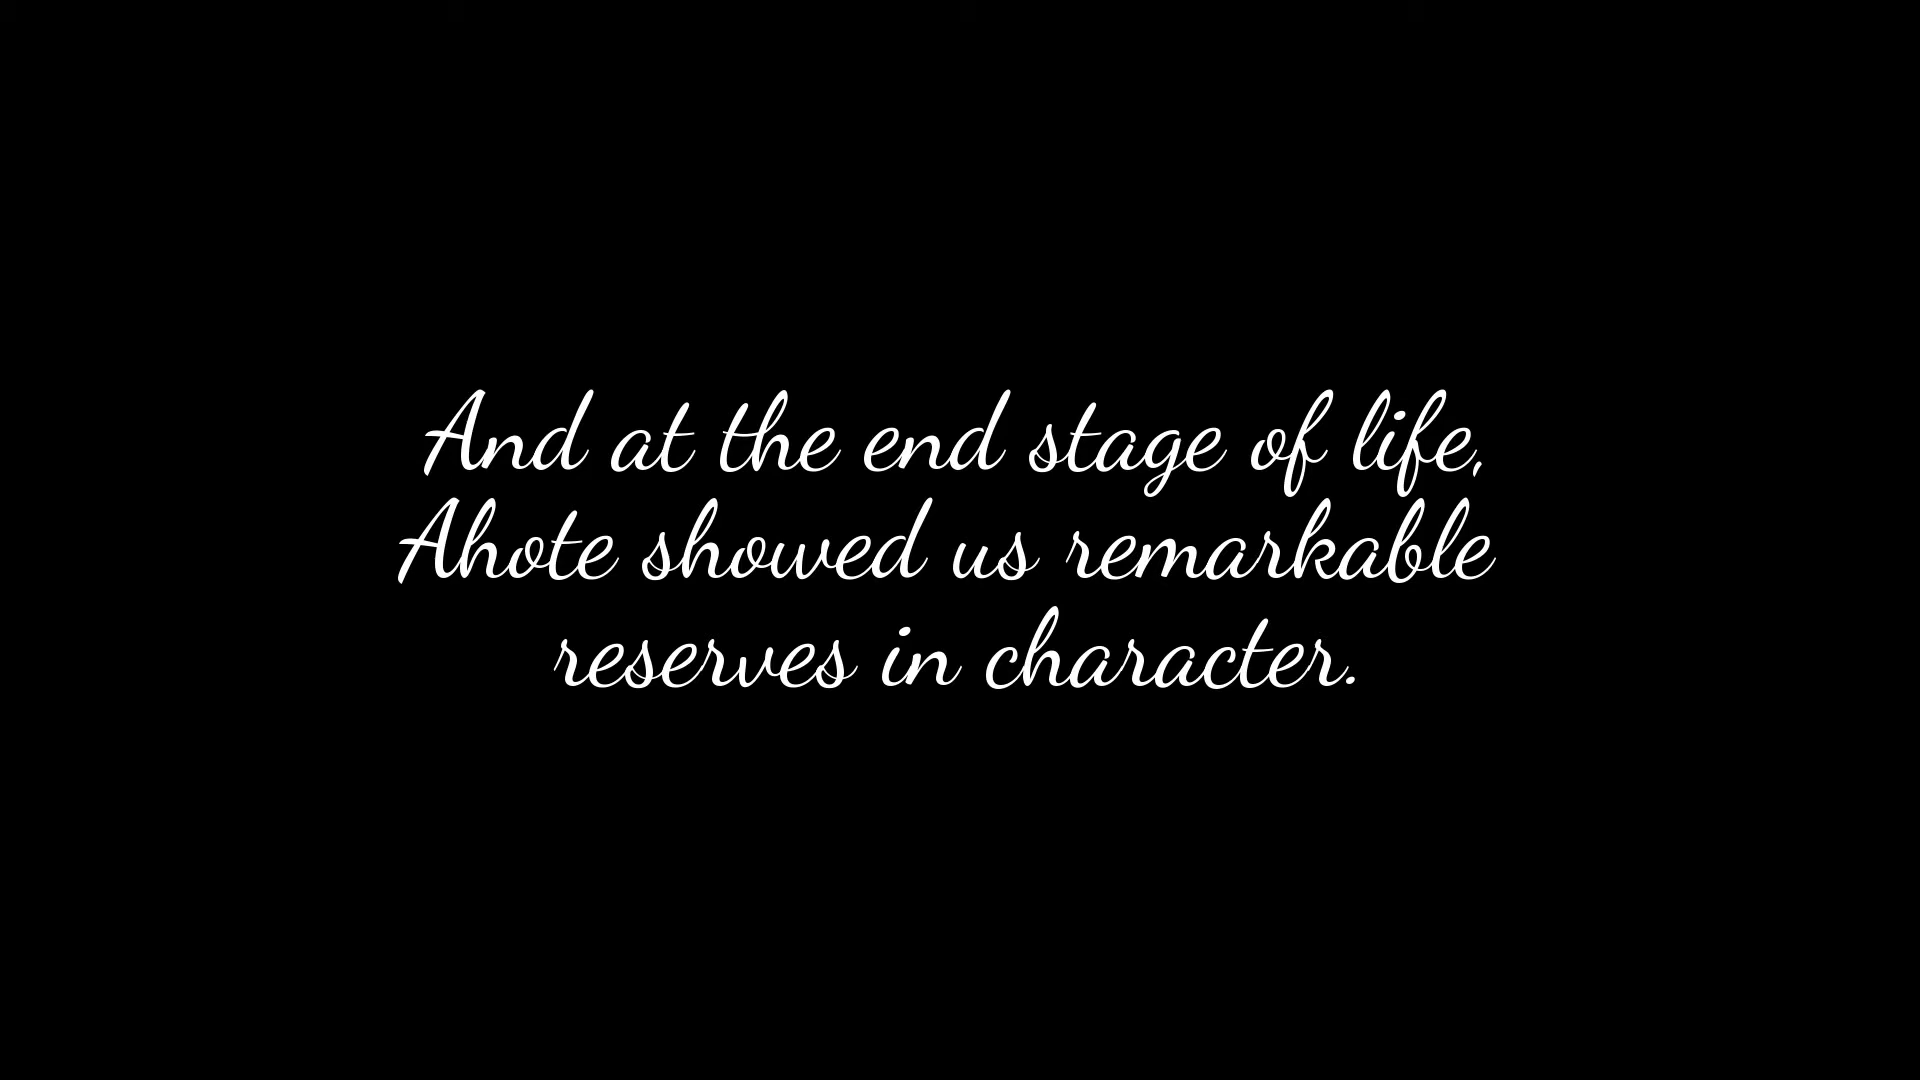 And at the end stage of life,
Ahote showed us remarkable
reserves in character.